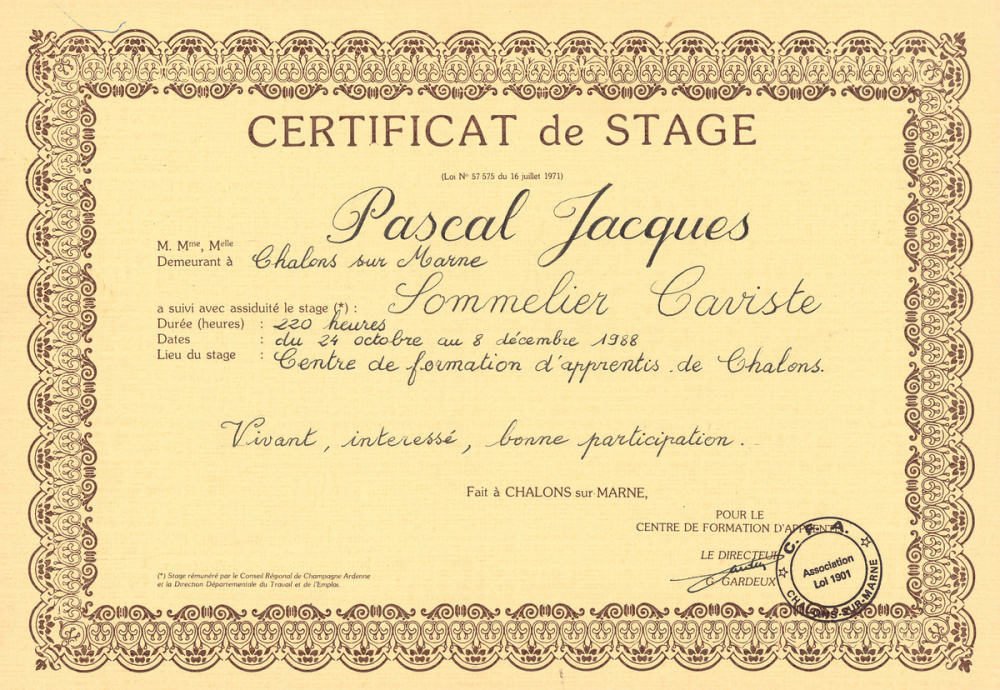 CERTIFICAT de STAGE
(Loi N° 57 575 du 16 juillet 1971)
Pascal Jacques
M. Mme, Melle
Demeurant à Chalons sur Marne
a suivi avec assiduité le stage (*) : Sommelier Caviste
Durée (heures) : 220 heures
Dates : du 24 octobre au 8 décembre 1988
Lieu du stage : Centre de formation d'apprentis de Chalons.
Vivant, interessé, bonne participation.
Fait à CHALONS sur MARNE,
POUR LE
CENTRE DE FORMATION D'APPRENTIS
LE DIRECTEUR
G GARDEUX
C. F. A.
Association
Loi 1901
CHALONS-SUR-MARNE
(*) Stage rémunéré par le Conseil Régional de Champagne Ardenne
et la Direction Départementale du Travail et de l'Emploi.